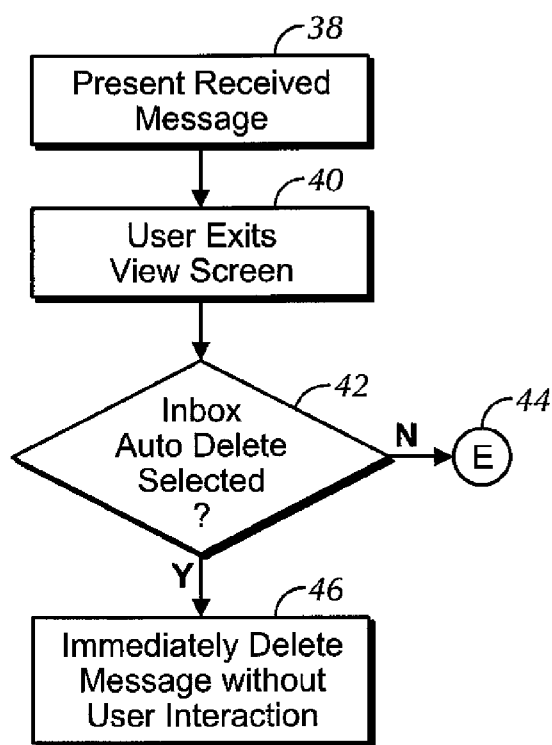 38
Present Received
Message
40
User Exits
View Screen
42
Inbox
Auto Delete
Selected
?
N
44
E
Y
46
Immediately Delete
Message without
User Interaction